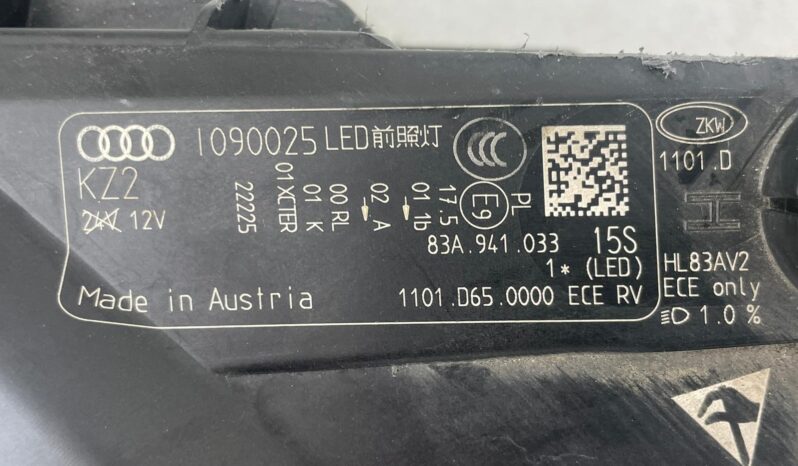 1090025 LED前照灯
KZ2
24V 12V
01XCTER
22225
01 K
00 RL
02 A
01 1b
17.5
E9
PL
83A.941.033
15S
1* (LED)
Made in Austria
1101.D65.0000 ECE RV
ZKW
1101.D
H
HL83AV2
ECE only
1.0%